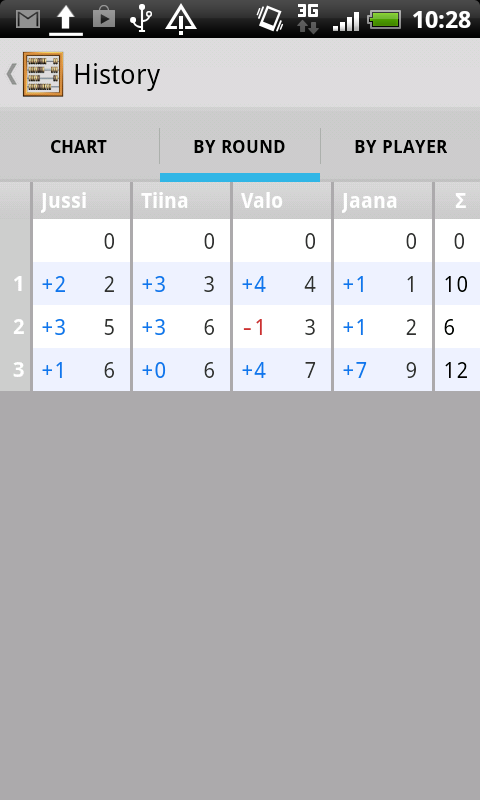 3G 10:28
History
CHART BY ROUND BY PLAYER
Jussi Tiina Valo Jaana Σ
0 0 0 0 0
1 +2 2 +3 3 +4 4 +1 1 10
2 +3 5 +3 6 -1 3 +1 2 6
3 +1 6 +0 6 +4 7 +7 9 12